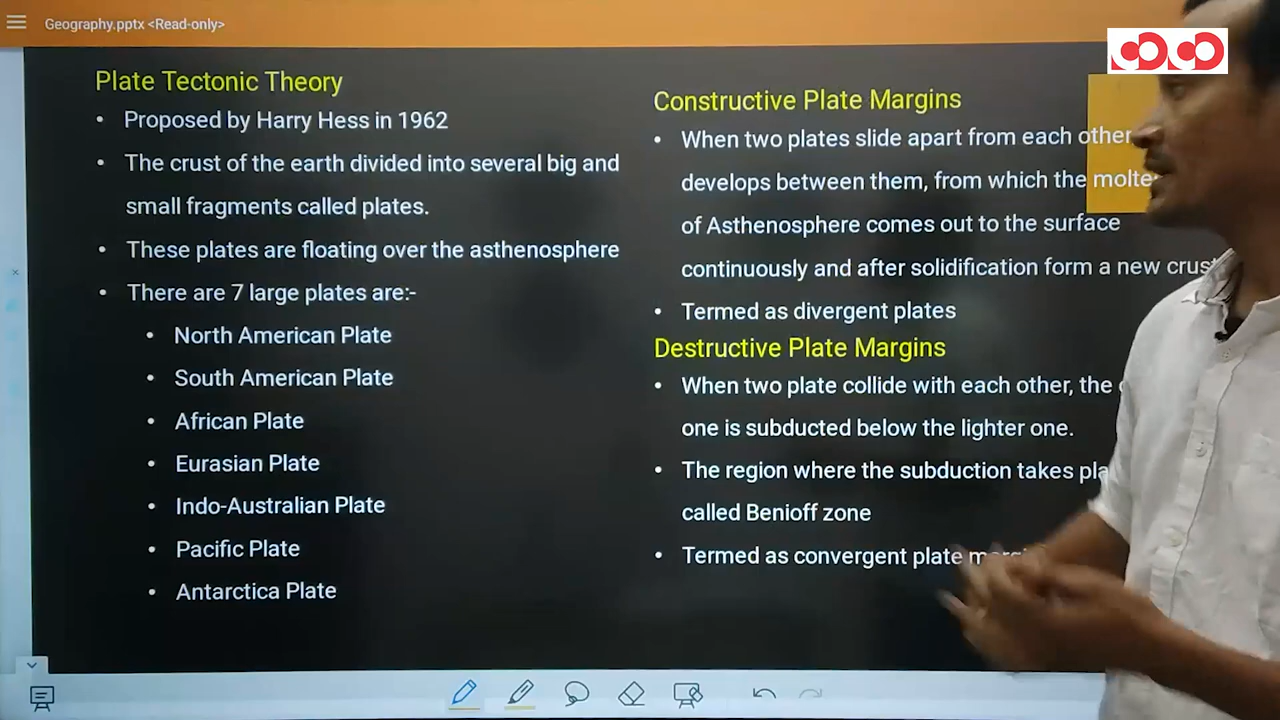 Geography.pptx <Read-only>
Plate Tectonic Theory
• Proposed by Harry Hess in 1962
• The crust of the earth divided into several big and
small fragments called plates.
• These plates are floating over the asthenosphere
• There are 7 large plates are:-
• North American Plate
• South American Plate
• African Plate
• Eurasian Plate
• Indo-Australian Plate
• Pacific Plate
• Antarctica Plate
Constructive Plate Margins
• When two plates slide apart from each other
develops between them, from which the
of Asthenosphere comes out to the surface
continuously and after solidification form a new crust
• Termed as divergent plates
Destructive Plate Margins
• When two plate collide with each other, the
one is subducted below the lighter one.
• The region where the subduction takes
called Benioff zone
• Termed as convergent plate